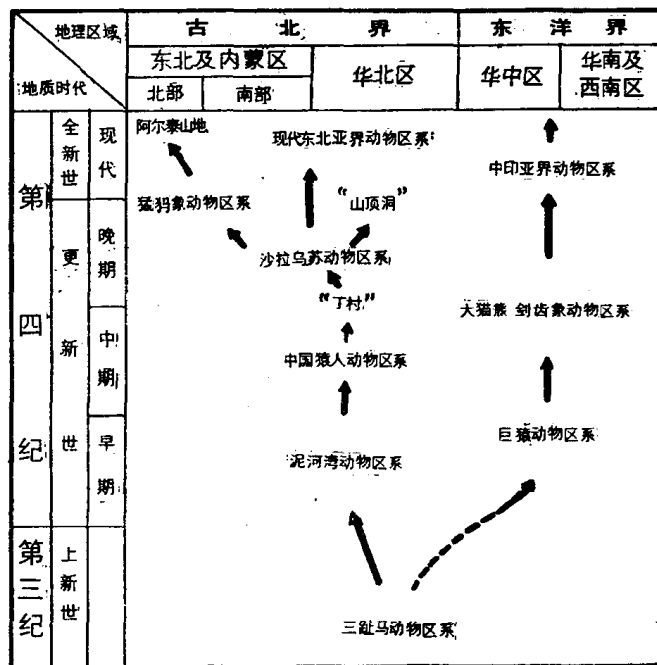 地理区域
地质时代
古北界
东洋界
东北及内蒙区
北部
南部
华北区
华中区
华南及
西南区
第四纪
全新世
现代
更新世
晚期
中期
早期
第三纪
上新世
阿尔泰山地
现代东北亚界动物区系
中印亚界动物区系
猛犸象动物区系
“山顶洞”
沙拉乌苏动物区系
“丁村”
大猫熊 剑齿象动物区系
中国猿人动物区系
巨猿动物区系
泥河湾动物区系
三趾马动物区系